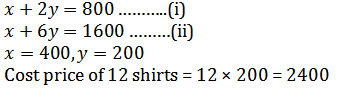 x + 2y = 800 ...........(i)
x + 6y = 1600 .........(ii)
x = 400, y = 200
Cost price of 12 shirts = 12 × 200 = 2400